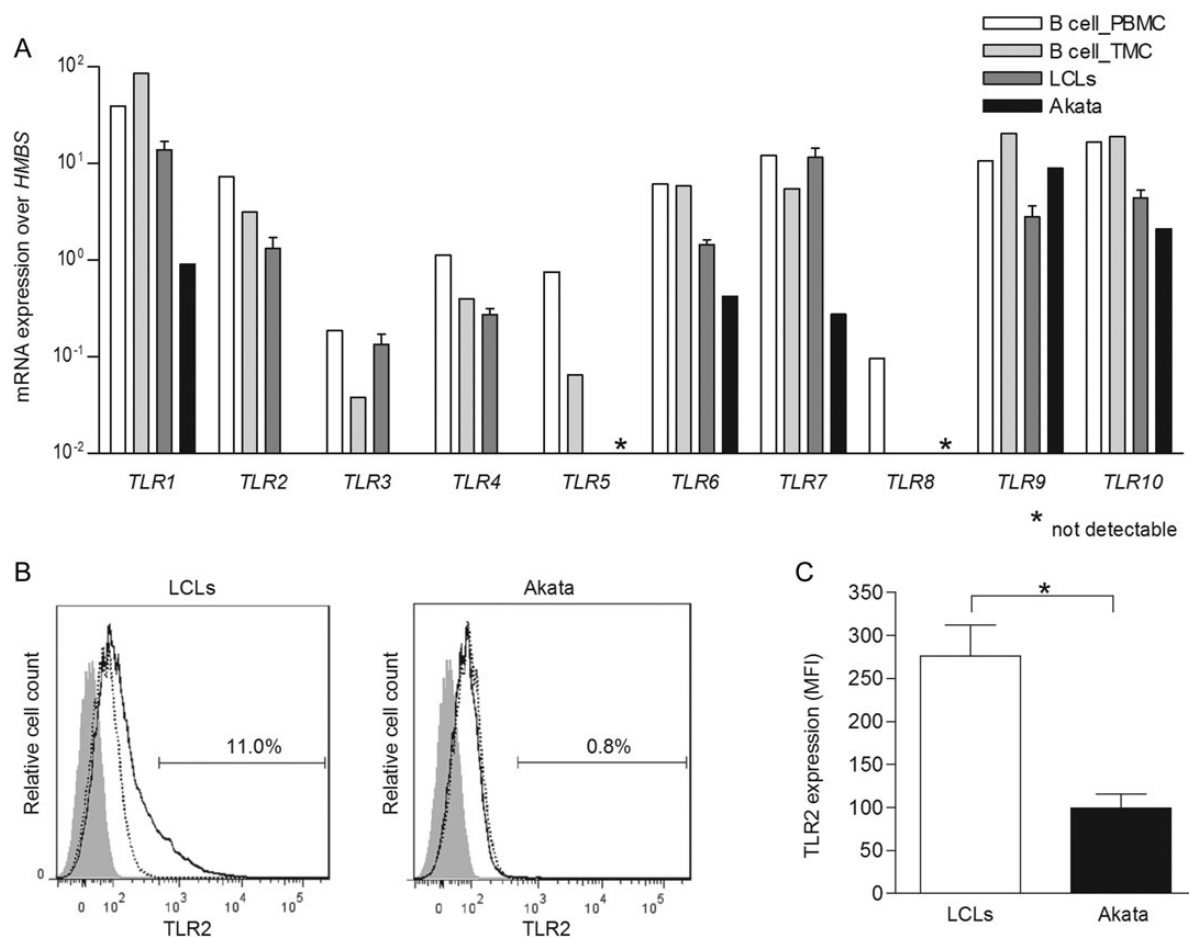 A
B cell_PBMC
B cell_TMC
LCLs
Akata
mRNA expression over HMBS
10²
10¹
10⁰
10⁻¹
10⁻²
* *
TLR1 TLR2 TLR3 TLR4 TLR5 TLR6 TLR7 TLR8 TLR9 TLR10
* not detectable
B
LCLs
Relative cell count
11.0%
0
0 10² 10³ 10⁴ 10⁵
TLR2
Akata
Relative cell count
0.8%
0 10² 10³ 10⁴ 10⁵
TLR2
C
TLR2 expression (MFI)
350
300
250
200
150
100
50
0
*
LCLs Akata